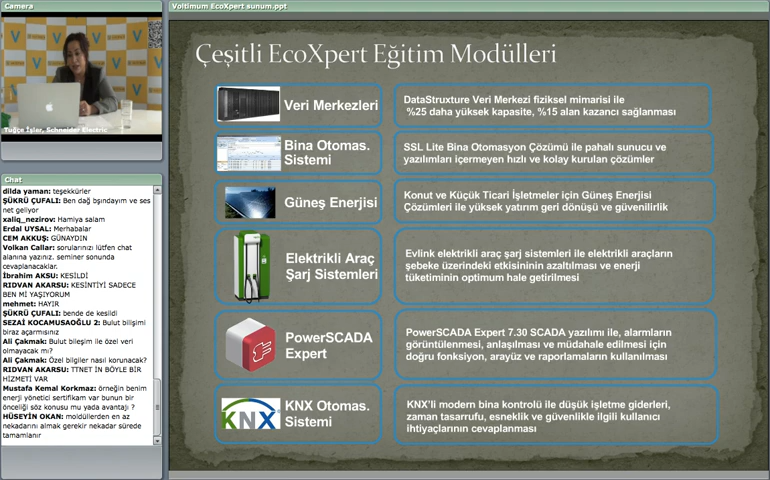 Camera
Tuğçe İşler, Schneider Electric
Chat
dilda yaman: teşekkürler
ŞÜKRÜ ÇUFALI: Ben dağ bşındayım ve ses
net geliyor
xaliq_nezirov: Hamiya salam
Erdal UYSAL: Merhabalar
CEM AKKUŞ: GÜNAYDIN
Volkan Callar: sorularınızı lütfen chat
alanına yazınız. seminer sonunda
cevaplanacaklar.
İbrahim AKSU: KESİLDİ
RIDVAN AKARSU: KESİNTİYİ SADECE
BEN Mİ YAŞIYORUM
mehmet: HAYIR
ŞÜKRÜ ÇUFALI: bende de kesildi
SEZAİ KOCAMUSAOĞLU 2: Bulut bilişimi
biraz açarmısınız
Ali Çakmak: Bulut bleşim ile özel veri
olmayacak mı?
Ali Çakmak: Özel bilgiler nasıl korunacak?
RIDVAN AKARSU: TTNET İN BÖYLE BİR
HİZMETİ VAR
Mustafa Kemal Korkmaz: örneğin benim
enerji yönetici sertifikam var bunun bir
önceliği söz konusu mu yada avantajı ?
HÜSEYİN OKAN: moldüllerden en az
nekadarını almak gerekir nekadar sürede
tamamlanır
Voltimum EcoXpert sunum.ppt
Çeşitli EcoXpert Eğitim Modülleri
Veri Merkezleri
DataStruxture Veri Merkezi fiziksel mimarisi ile
%25 daha yüksek kapasite, %15 alan kazancı sağlanması
Bina Otomas.
Sistemi
SSL Lite Bina Otomasyon Çözümü ile pahalı sunucu ve
yazılımları içermeyen hızlı ve kolay kurulan çözümler
Güneş Enerjisi
Konut ve Küçük Ticari İşletmeler için Güneş Enerjisi
Çözümleri ile yüksek yatırım geri dönüşü ve güvenilirlik
Elektrikli Araç
Şarj Sistemleri
Evlink elektrikli araç şarj sistemleri ile elektrikli araçların
şebeke üzerindeki etkisininin azaltılması ve enerji
tüketiminin optimum hale getirilmesi
PowerSCADA
Expert
PowerSCADA Expert 7.30 SCADA yazılımı ile, alarmların
görüntülenmesi, anlaşılması ve müdahale edilmesi için
doğru fonksiyon, arayüz ve raporlamaların kullanılması
KNX
KNX Otomas.
Sistemi
KNX'li modern bina kontrolü ile düşük işletme giderleri,
zaman tasarrufu, esneklik ve güvenlikle ilgili kullanıcı
ihtiyaçlarının cevaplanması